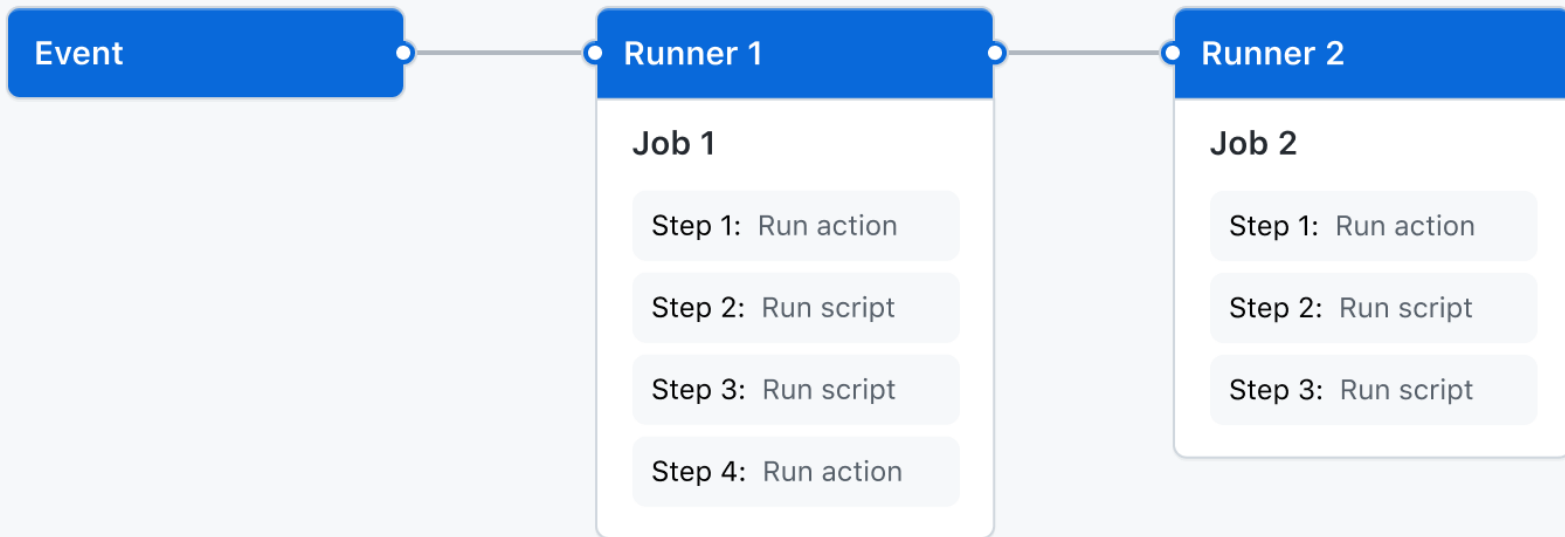 Event
Runner 1
Job 1
Step 1: Run action
Step 2: Run script
Step 3: Run script
Step 4: Run action
Runner 2
Job 2
Step 1: Run action
Step 2: Run script
Step 3: Run script